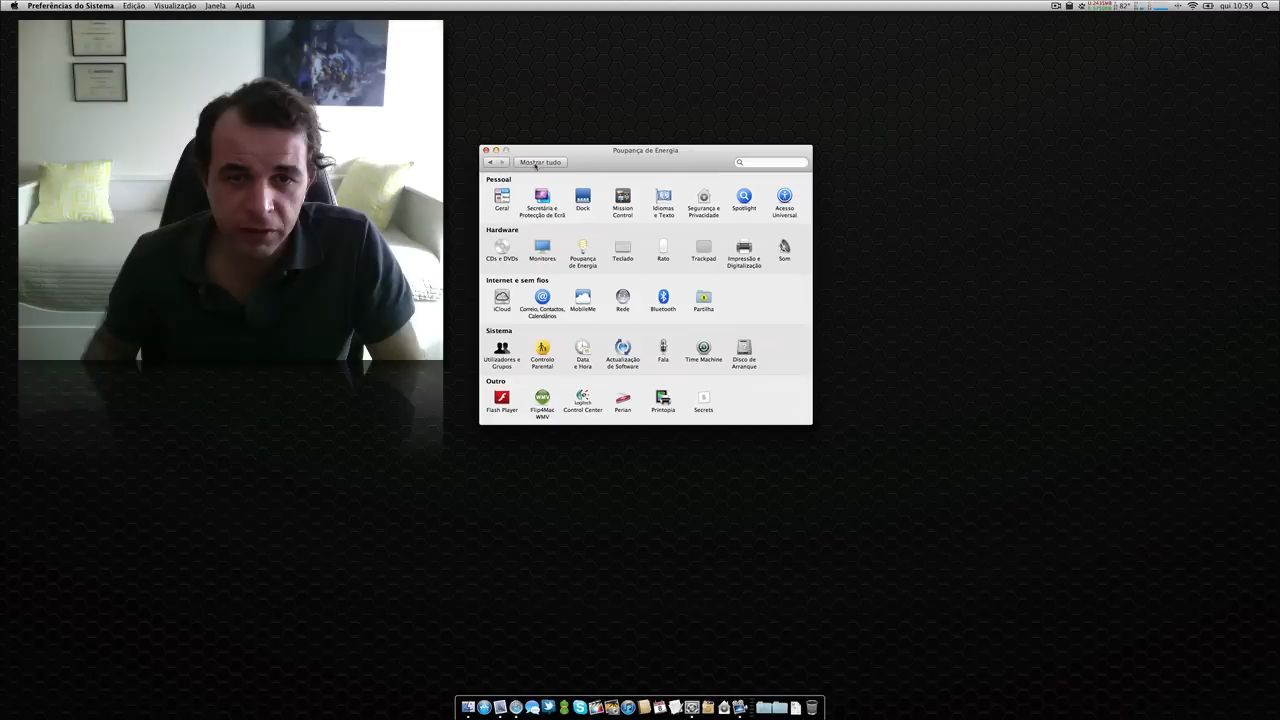 Preferências do Sistema Edição Visualização Janela Ajuda
82° qui 10:59
Poupança de Energia
Mostrar tudo
Pessoal
Geral
Secretária e
Protecção de Ecrã
Dock
Mission
Control
Idiomas
e Texto
Segurança e
Privacidade
Spotlight
Acesso
Universal
Hardware
CDs e DVDs
Monitores
Poupança
de Energia
Teclado
Rato
Trackpad
Impressão e
Digitalização
Som
Internet e sem fios
iCloud
Correio, Contactos,
Calendários
MobileMe
Rede
Bluetooth
Partilha
Sistema
Utilizadores e
Grupos
Controlo
Parental
Data
e Hora
Actualização
de Software
Fala
Time Machine
Disco de
Arranque
Outro
Flash Player
WMV
Flip4Mac
WMV
Logitech
Control Center
Perian
Printopia
S
Secrets